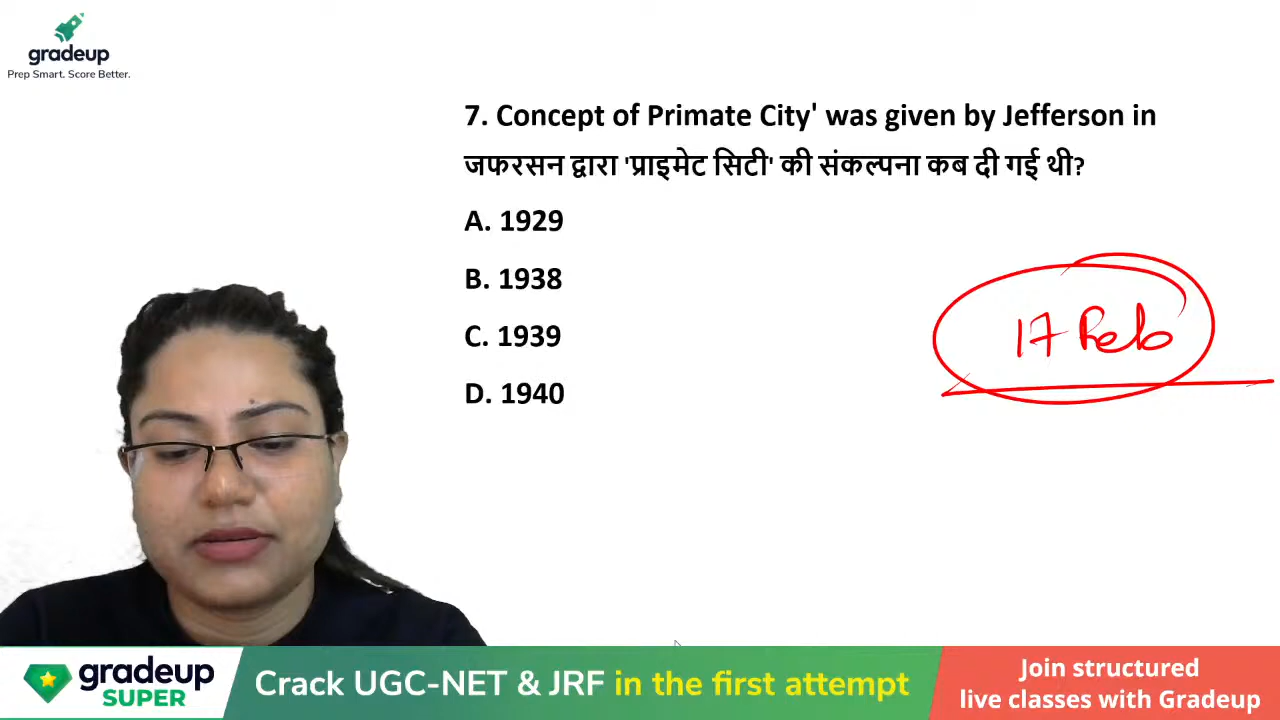 gradeup
Prep Smart. Score Better.
7. Concept of Primate City' was given by Jefferson in
जफरसन द्वारा 'प्राइमेट सिटी' की संकल्पना कब दी गई थी?
A. 1929
B. 1938
C. 1939
D. 1940
17 Feb
gradeup
SUPER
Crack UGC-NET & JRF in the first attempt
Join structured
live classes with Gradeup